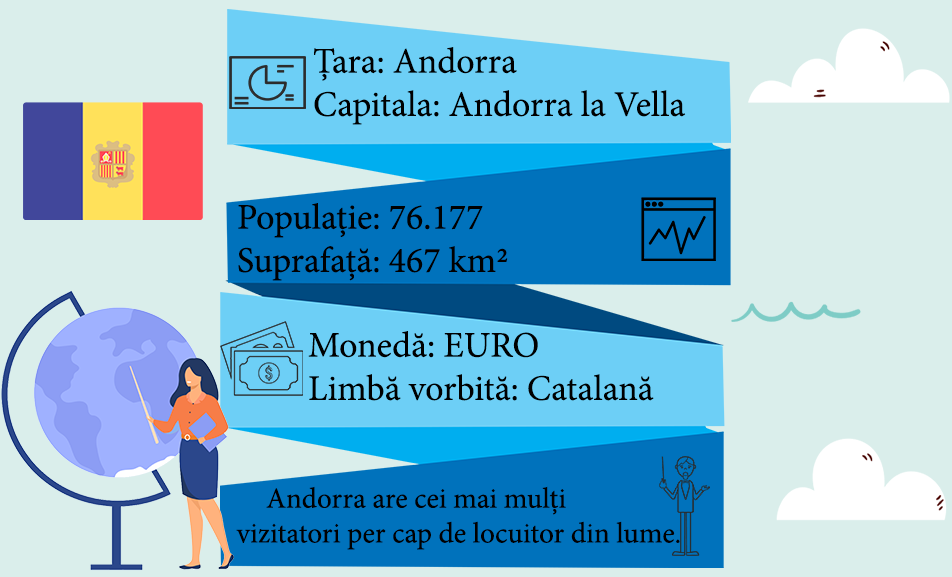 Țara: Andorra
Capitala: Andorra la Vella
Populație: 76.177
Suprafață: 467 km²
Monedă: EURO
Limbă vorbită: Catalană
Andorra are cei mai mulți
vizitatori per cap de locuitor din lume.